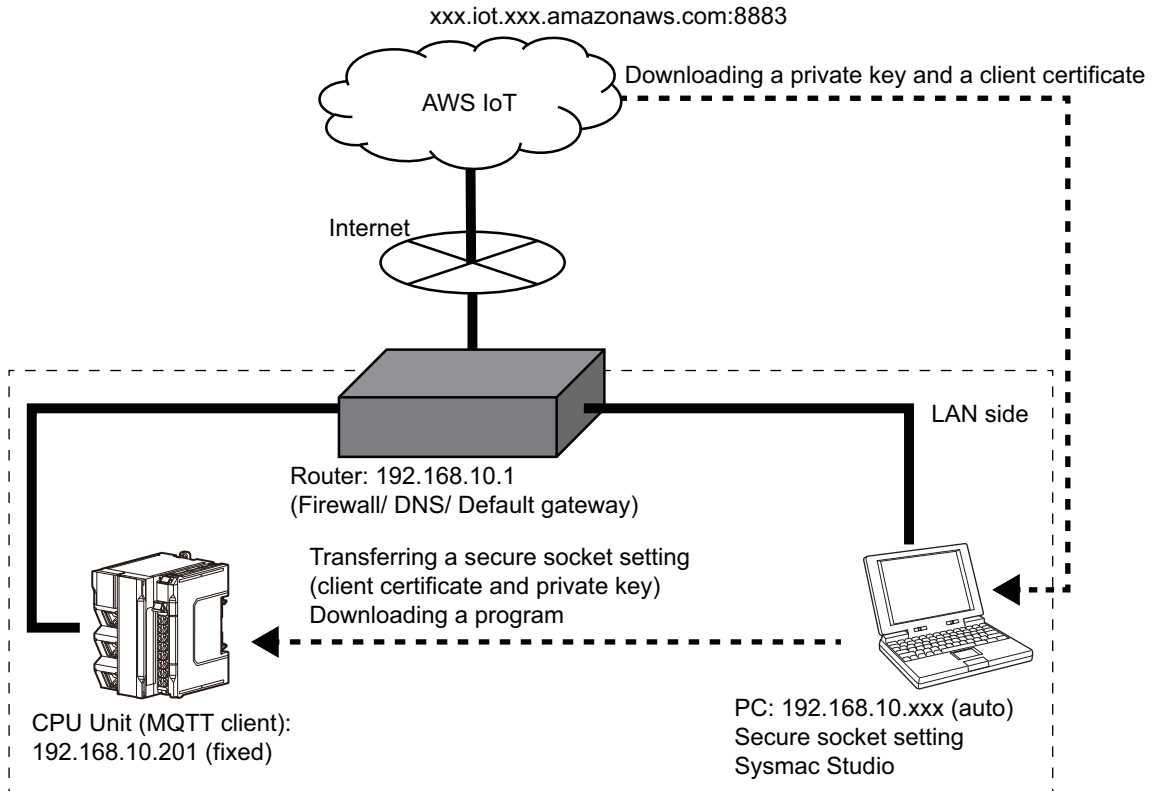 xxx.iot.xxx.amazonaws.com:8883
Downloading a private key and a client certificate
AWS IoT
Internet
LAN side
Router: 192.168.10.1
(Firewall/ DNS/ Default gateway)
Transferring a secure socket setting
(client certificate and private key)
Downloading a program
CPU Unit (MQTT client):
192.168.10.201 (fixed)
PC: 192.168.10.xxx (auto)
Secure socket setting
Sysmac Studio